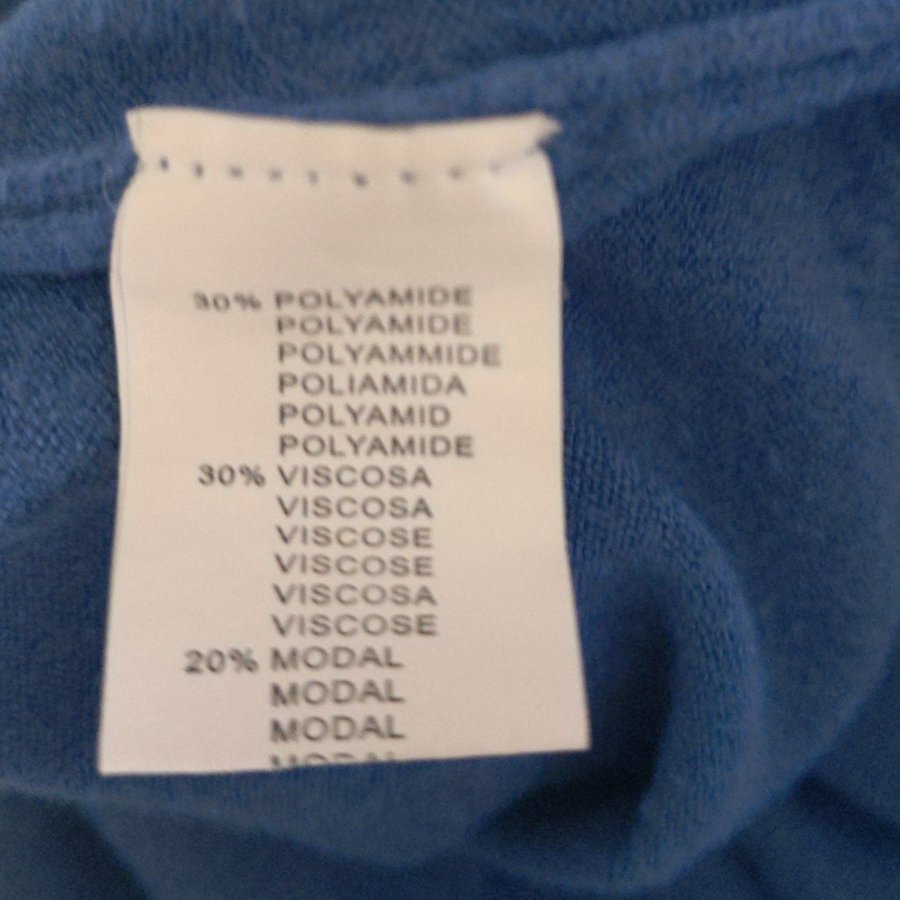 30% POLYAMIDE
POLYAMIDE
POLYAMMIDE
POLIAMIDA
POLYAMID
POLYAMIDE
30% VISCOSA
VISCOSA
VISCOSE
VISCOSE
VISCOSA
VISCOSE
20% MODAL
MODAL
MODAL